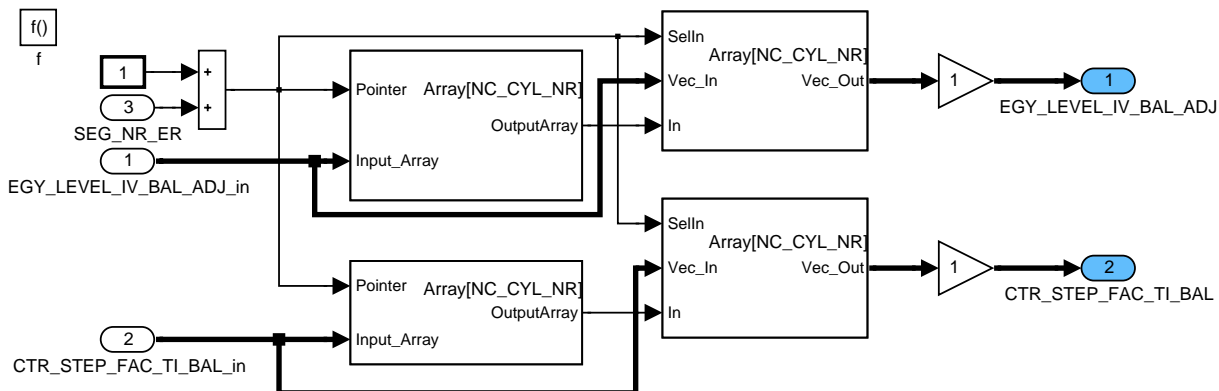 f()
f
1
+
+
3
SEG_NR_ER
1
EGY_LEVEL_IV_BAL_ADJ_in
Pointer
Array[NC_CYL_NR]
OutputArray
Input_Array
SelIn
Array[NC_CYL_NR]
Vec_In
Vec_Out
In
1
1
EGY_LEVEL_IV_BAL_ADJ
2
CTR_STEP_FAC_TI_BAL_in
Pointer
Array[NC_CYL_NR]
OutputArray
Input_Array
SelIn
Array[NC_CYL_NR]
Vec_In
Vec_Out
In
1
2
CTR_STEP_FAC_TI_BAL